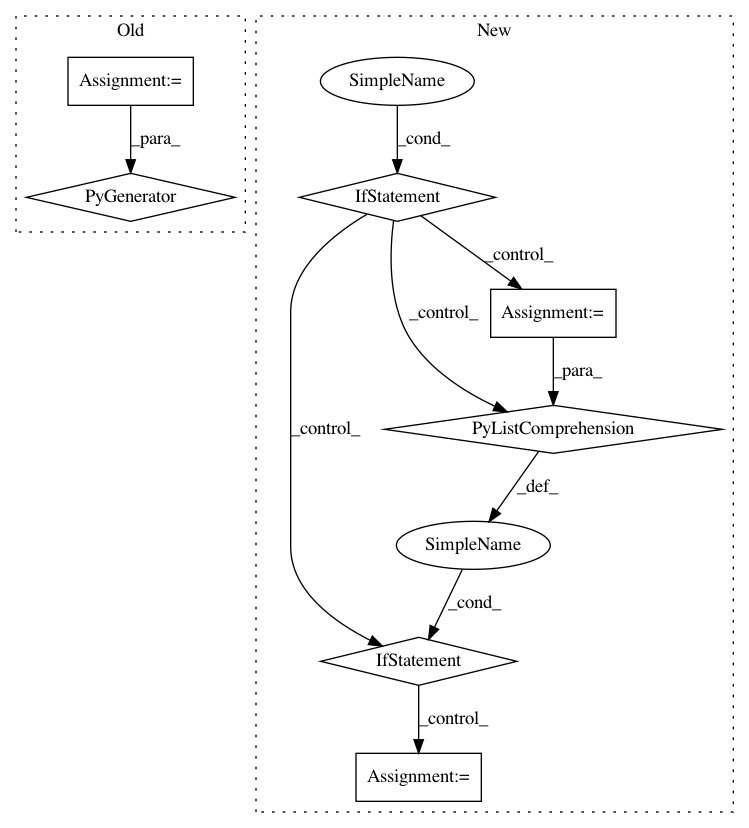 Old
New
Assignment:=
SimpleName
_para_
_cond_
PyGenerator
IfStatement
_control_
Assignment:=
_control_
_para_
_control_
PyListComprehension
_def_
SimpleName
_cond_
IfStatement
_control_
Assignment:=